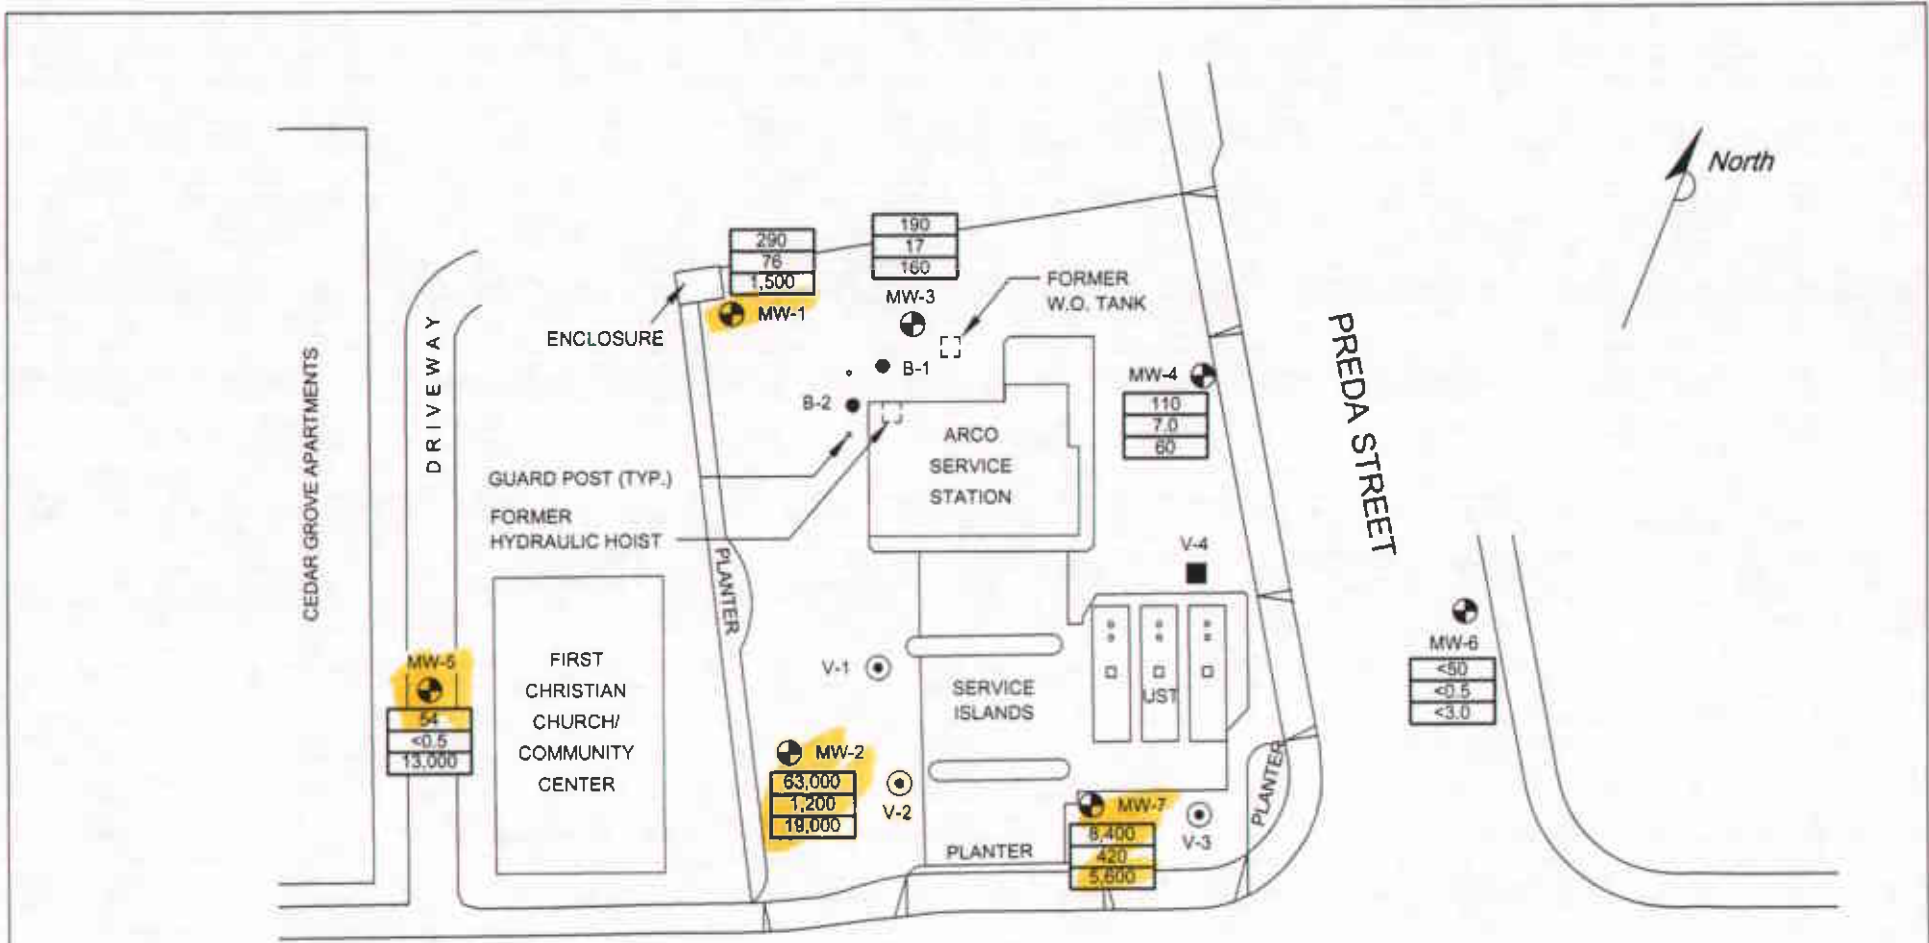 North
290
76
1,500
MW-1
190
17
160
MW-3
FORMER
W.O. TANK
ENCLOSURE
B-1
B-2
MW-4
110
7.0
60
ARCO
SERVICE
STATION
GUARD POST (TYP.)
FORMER
HYDRAULIC HOIST
DRIVEWAY
CEDAR GROVE APARTMENTS
PREDA STREET
PLANTER
V-4
MW-5
54
<0.5
13,000
FIRST
CHRISTIAN
CHURCH/
COMMUNITY
CENTER
V-1
SERVICE
ISLANDS
UST
MW-6
<50
<0.5
<3.0
MW-2
63,000
1,200
19,000
V-2
MW-7
8,400
420
5,600
V-3
PLANTER
PLANTER